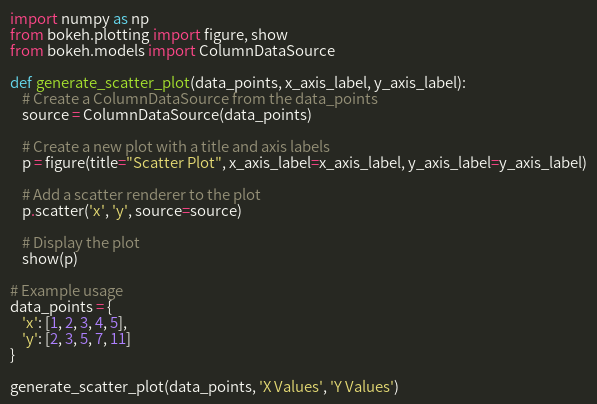 import numpy as np
from bokeh.plotting import figure, show
from bokeh.models import ColumnDataSource

def generate_scatter_plot(data_points, x_axis_label, y_axis_label):
    # Create a ColumnDataSource from the data_points
    source = ColumnDataSource(data_points)

    # Create a new plot with a title and axis labels
    p = figure(title="Scatter Plot", x_axis_label=x_axis_label, y_axis_label=y_axis_label)

    # Add a scatter renderer to the plot
    p.scatter('x', 'y', source=source)

    # Display the plot
    show(p)

# Example usage
data_points = {
    'x': [1, 2, 3, 4, 5],
    'y': [2, 3, 5, 7, 11]
}

generate_scatter_plot(data_points, 'X Values', 'Y Values')